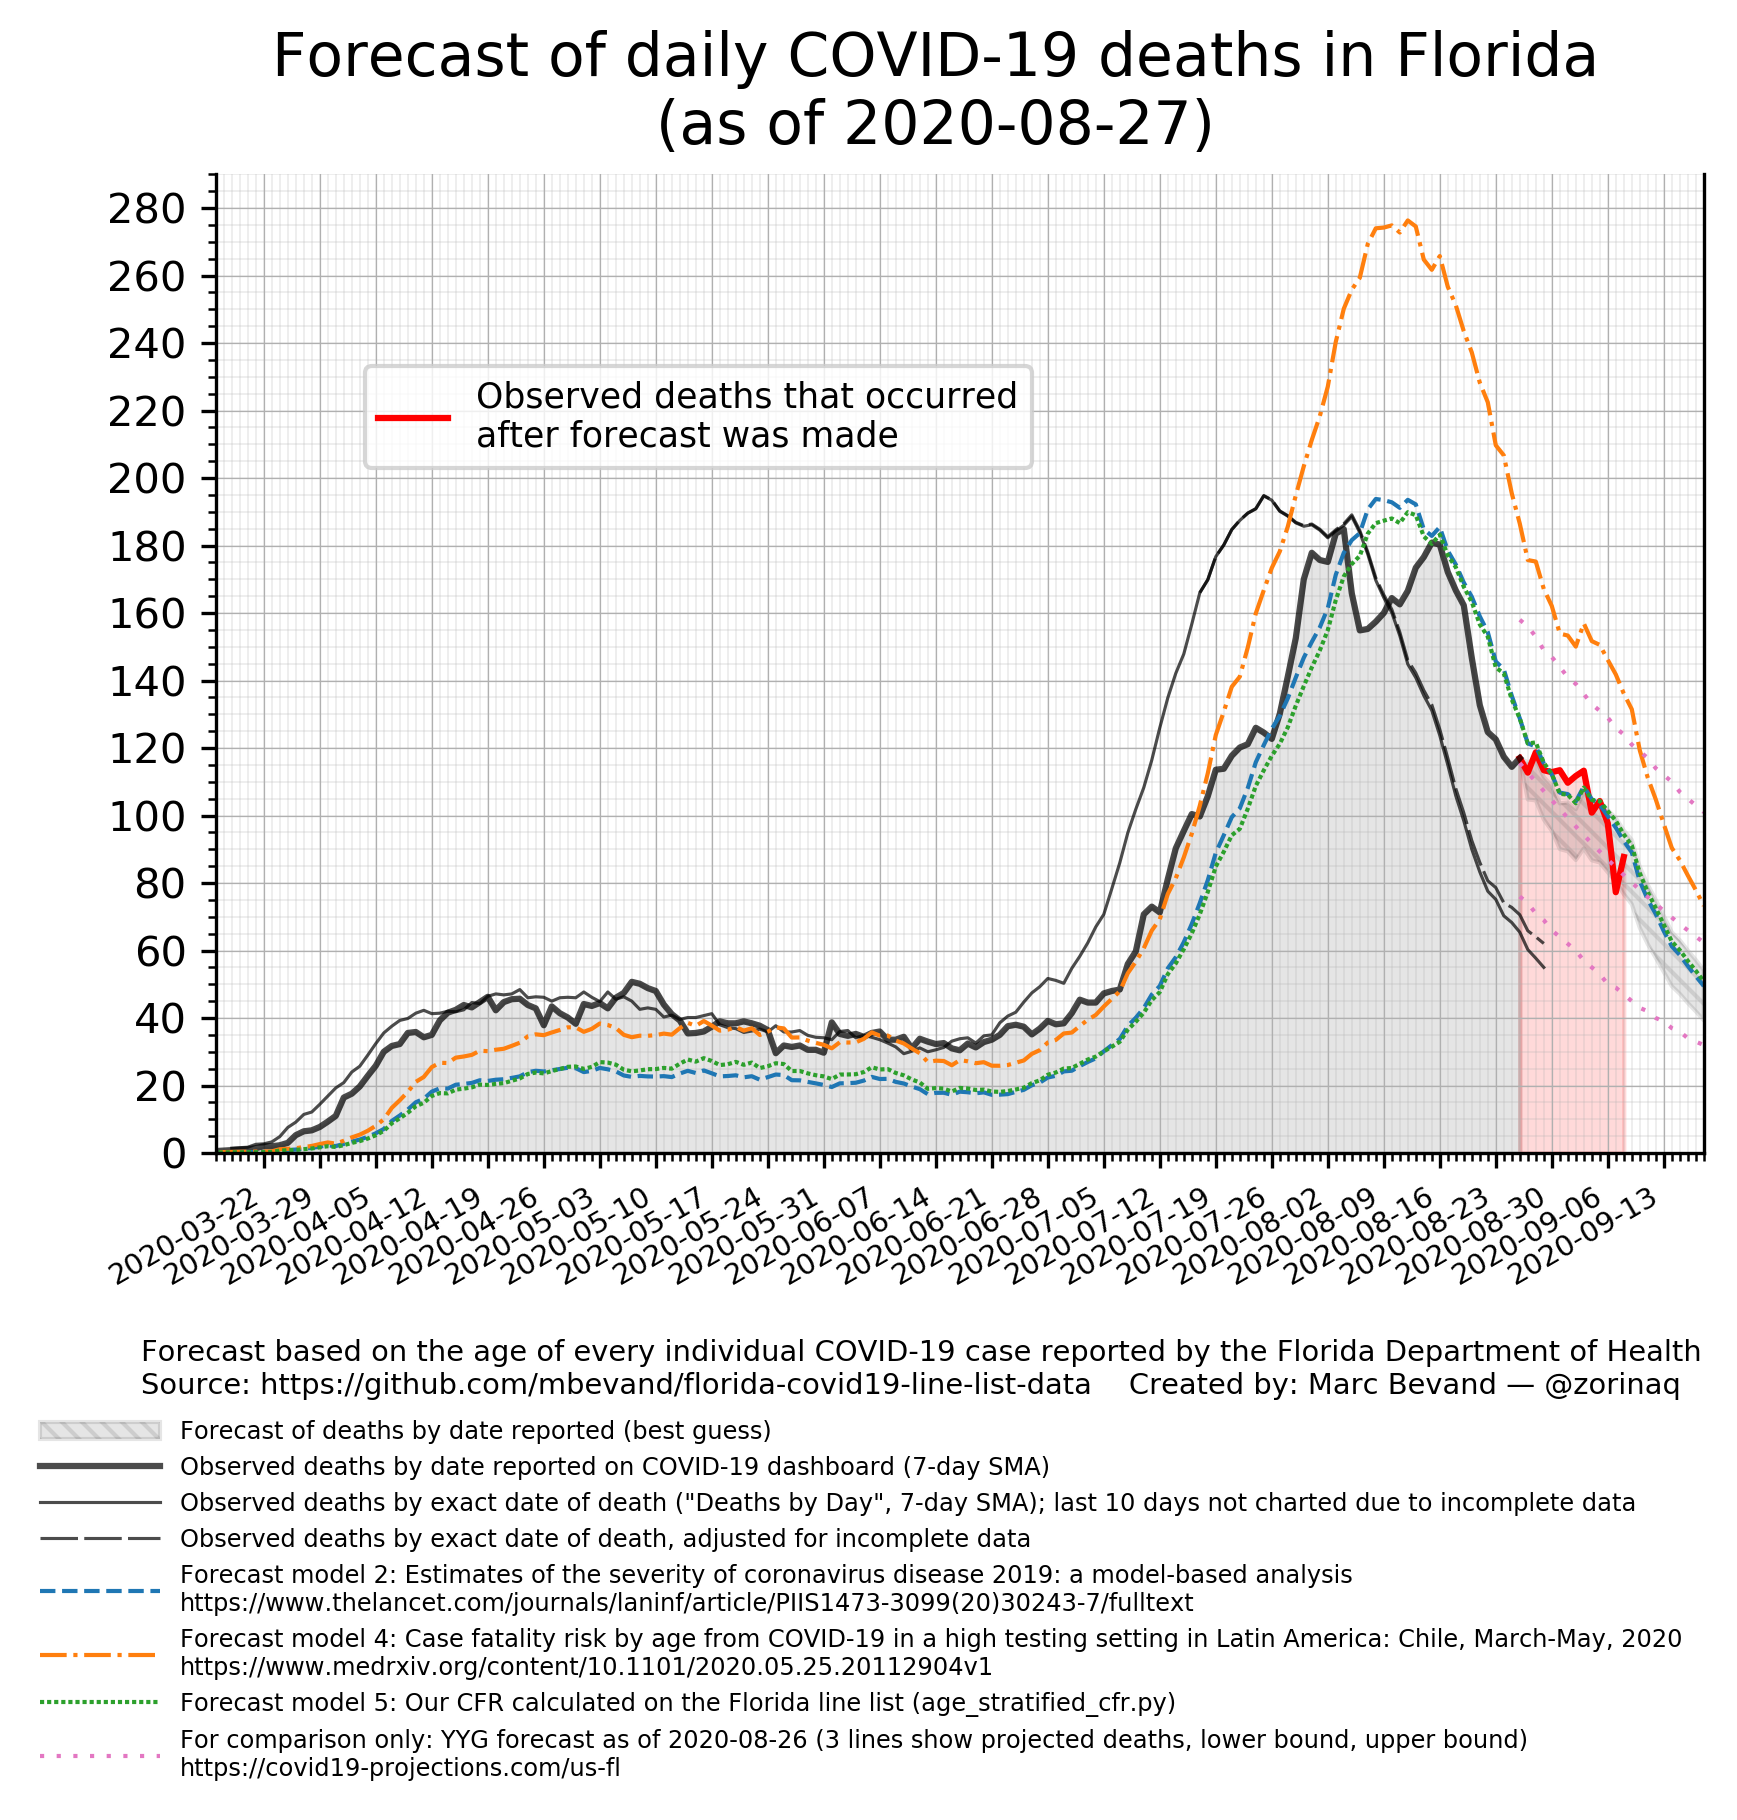 Forecast of daily COVID-19 deaths in Florida
(as of 2020-08-27)
280
260
240
220
200
180
160
140
120
100
80
60
40
20
0
Observed deaths that occurred
after forecast was made
2020-03-22
2020-03-29
2020-04-05
2020-04-12
2020-04-19
2020-04-26
2020-05-03
2020-05-10
2020-05-17
2020-05-24
2020-05-31
2020-06-07
2020-06-14
2020-06-21
2020-06-28
2020-07-05
2020-07-12
2020-07-19
2020-07-26
2020-08-02
2020-08-09
2020-08-16
2020-08-23
2020-08-30
2020-09-06
2020-09-13
Forecast based on the age of every individual COVID-19 case reported by the Florida Department of Health
Source: https://github.com/mbevand/florida-covid19-line-list-data    Created by: Marc Bevand — @zorinaq
Forecast of deaths by date reported (best guess)
Observed deaths by date reported on COVID-19 dashboard (7-day SMA)
Observed deaths by exact date of death ("Deaths by Day", 7-day SMA); last 10 days not charted due to incomplete data
Observed deaths by exact date of death, adjusted for incomplete data
Forecast model 2: Estimates of the severity of coronavirus disease 2019: a model-based analysis
https://www.thelancet.com/journals/laninf/article/PIIS1473-3099(20)30243-7/fulltext
Forecast model 4: Case fatality risk by age from COVID-19 in a high testing setting in Latin America: Chile, March-May, 2020
https://www.medrxiv.org/content/10.1101/2020.05.25.20112904v1
Forecast model 5: Our CFR calculated on the Florida line list (age_stratified_cfr.py)
For comparison only: YYG forecast as of 2020-08-26 (3 lines show projected deaths, lower bound, upper bound)
https://covid19-projections.com/us-fl